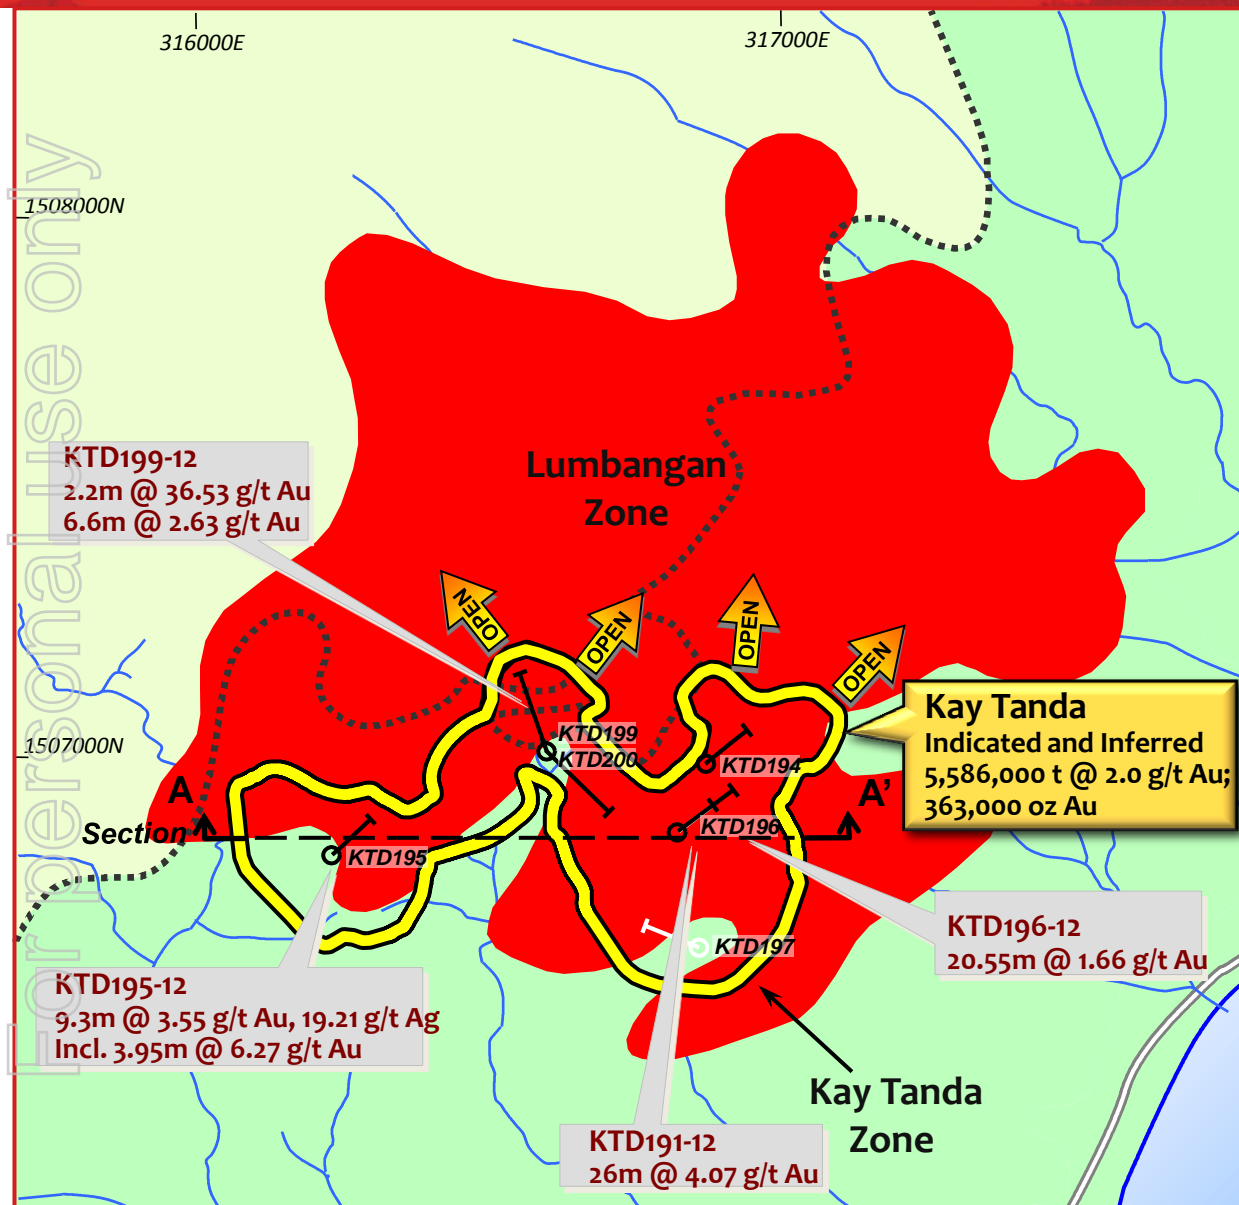 316000E
317000E
1508000N
For personal use only
Lumbangan
Zone
KTD199-12
2.2m @ 36.53 g/t Au
6.6m @ 2.63 g/t Au
OPEN
OPEN
OPEN
OPEN
Kay Tanda
Indicated and Inferred
5,586,000 t @ 2.0 g/t Au;
363,000 oz Au
1507000N
KTD199
KTD200
KTD194
A
A'
Section
KTD196
KTD195
KTD197
KTD196-12
20.55m @ 1.66 g/t Au
KTD195-12
9.3m @ 3.55 g/t Au, 19.21 g/t Ag
Incl. 3.95m @ 6.27 g/t Au
Kay Tanda
Zone
KTD191-12
26m @ 4.07 g/t Au